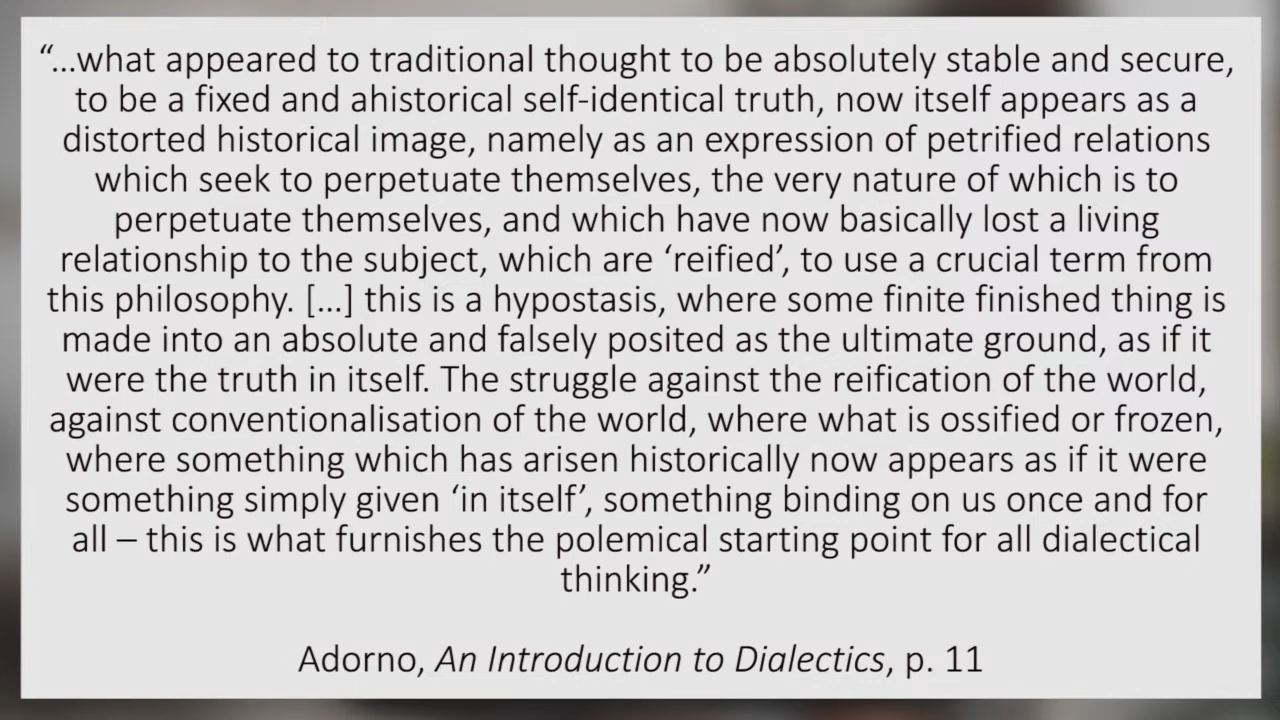 “...what appeared to traditional thought to be absolutely stable and secure,
to be a fixed and ahistorical self-identical truth, now itself appears as a
distorted historical image, namely as an expression of petrified relations
which seek to perpetuate themselves, the very nature of which is to
perpetuate themselves, and which have now basically lost a living
relationship to the subject, which are ‘reified’, to use a crucial term from
this philosophy. [...] this is a hypostasis, where some finite finished thing is
made into an absolute and falsely posited as the ultimate ground, as if it
were the truth in itself. The struggle against the reification of the world,
against conventionalisation of the world, where what is ossified or frozen,
where something which has arisen historically now appears as if it were
something simply given ‘in itself’, something binding on us once and for
all – this is what furnishes the polemical starting point for all dialectical
thinking.”
Adorno, An Introduction to Dialectics, p. 11